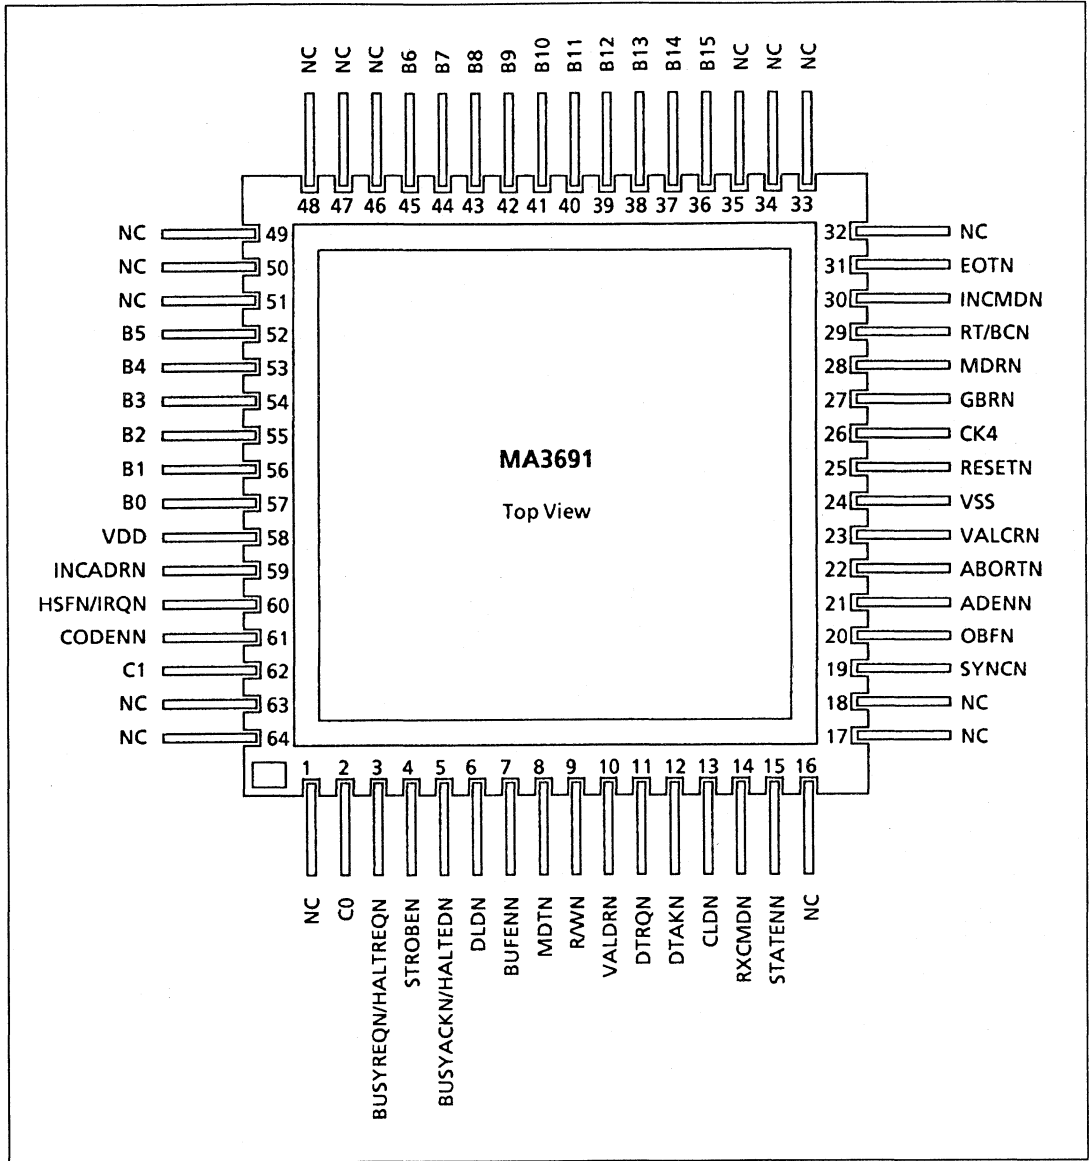 NC NC NC B6 B7 B8 B9 B10 B11 B12 B13 B14 B15 NC NC NC
48 47 46 45 44 43 42 41 40 39 38 37 36 35 34 33
NC 49 32 NC
NC 50 31 EOTN
NC 51 30 INCMDN
B5 52 29 RT/BCN
B4 53 28 MDRN
B3 54 27 GBRN
B2 55 26 CK4
B1 56 MA3691 25 RESETN
B0 57 Top View 24 VSS
VDD 58 23 VALCRN
INCADRN 59 22 ABORTN
HSFN/IRQN 60 21 ADENN
CODENN 61 20 OBFN
C1 62 19 SYNCN
NC 63 18 NC
NC 64 17 NC
1 2 3 4 5 6 7 8 9 10 11 12 13 14 15 16
NC C0 BUSYREQN/HALTREQN STROBEN BUSYACKN/HALTEDN DLDN BUFENN MDTN R/WN VALDRN DTRQN DTAKN CLDN RXCMDN STATENN NC